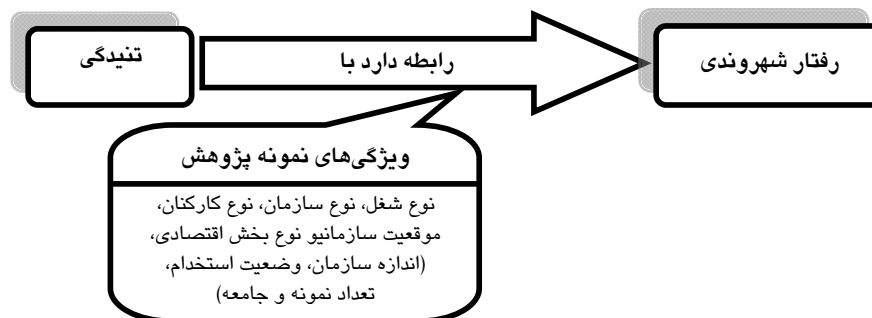 تنیدگی
رابطه دارد با
رفتار شهروندی
ویژگی‌های نمونه پژوهش
نوع شغل، نوع سازمان، نوع کارکنان،
موقعیت سازمانیو نوع بخش اقتصادی،
(اندازه سازمان، وضعیت استخدام،
تعداد نمونه و جامعه)